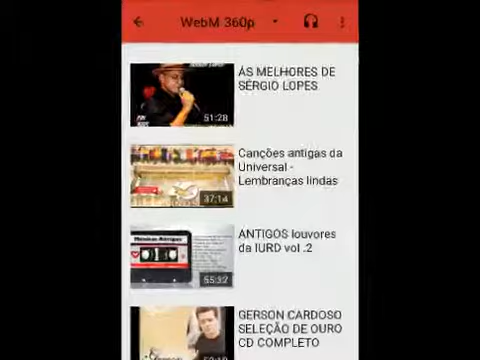 WebM 360p
ÀS MELHORES DE
SÉRGIO LOPES
51:28
Canções antigas da
Universal -
Lembranças lindas
37:14
ANTIGOS louvores
da IURD vol .2
55:32
GERSON CARDOSO
SELEÇÃO DE OURO
CD COMPLETO